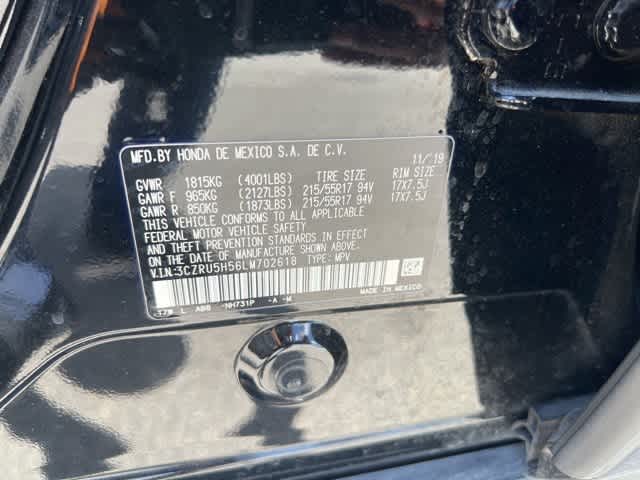 MFD.BY HONDA DE MEXICO S.A. DE C.V. 11/'19
TIRE SIZE RIM SIZE
GVWR 1815KG (4001LBS)
GAWR F 965KG (2127LBS) 215/55R17 94V 17X7.5J
GAWR R 850KG (1873LBS) 215/55R17 94V 17X7.5J
THIS VEHICLE CONFORMS TO ALL APPLICABLE
FEDERAL MOTOR VEHICLE SAFETY AND
THEFT PREVENTION STANDARDS IN EFFECT
ON THE DATE OF MANUFACTURE SHOWN ABOVE.
V.I.N:3CZRU5H56LM702618 TYPE: MPV
NH731P -A -M MADE IN MEXICO